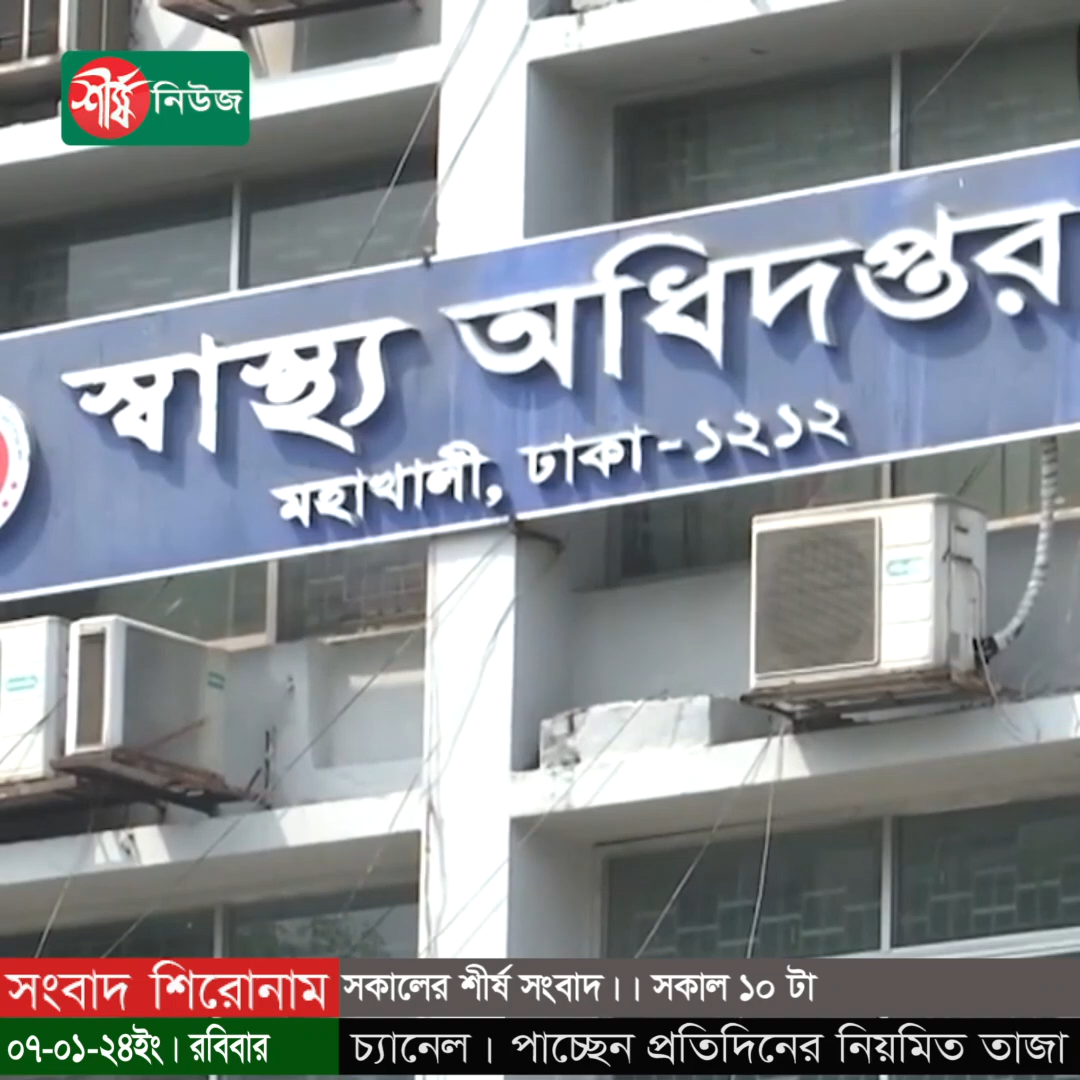 শীর্ষ নিউজ
স্বাস্থ্য অধিদপ্তর
মহাখালী, ঢাকা-১২১২
সংবাদ শিরোনাম
সকালের শীর্ষ সংবাদ।। সকাল ১০ টা
০৭-০১-২৪ইং। রবিবার
চ্যানেল। পাচ্ছেন প্রতিদিনের নিয়মিত তাজা